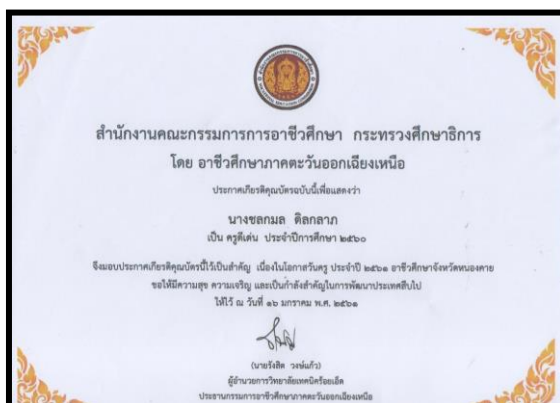 สำนักงานคณะกรรมการการอาชีวศึกษา กระทรวงศึกษาธิการ
โดย อาชีวศึกษาภาคตะวันออกเฉียงเหนือ
ประกาศเกียรติคุณบัตรฉบับนี้เพื่อแสดงว่า
นางชลกมล ดิลกลาภ
เป็น ครูดีเด่น ประจำปีการศึกษา ๒๕๖๐
จึงมอบประกาศเกียรติคุณบัตรนี้ไว้เป็นสำคัญ เนื่องในโอกาสวันครู ประจำปี ๒๕๖๑ อาชีวศึกษาจังหวัดหนองคาย
ขอให้มีความสุข ความเจริญ และเป็นกำลังสำคัญในการพัฒนาประเทศสืบไป
ให้ไว้ ณ วันที่ ๑๖ มกราคม พ.ศ. ๒๕๖๑
(นายรังสิต วงษ์แก้ว)
ผู้อำนวยการวิทยาลัยเทคนิคร้อยเอ็ด
ประธานกรรมการอาชีวศึกษาภาคตะวันออกเฉียงเหนือ